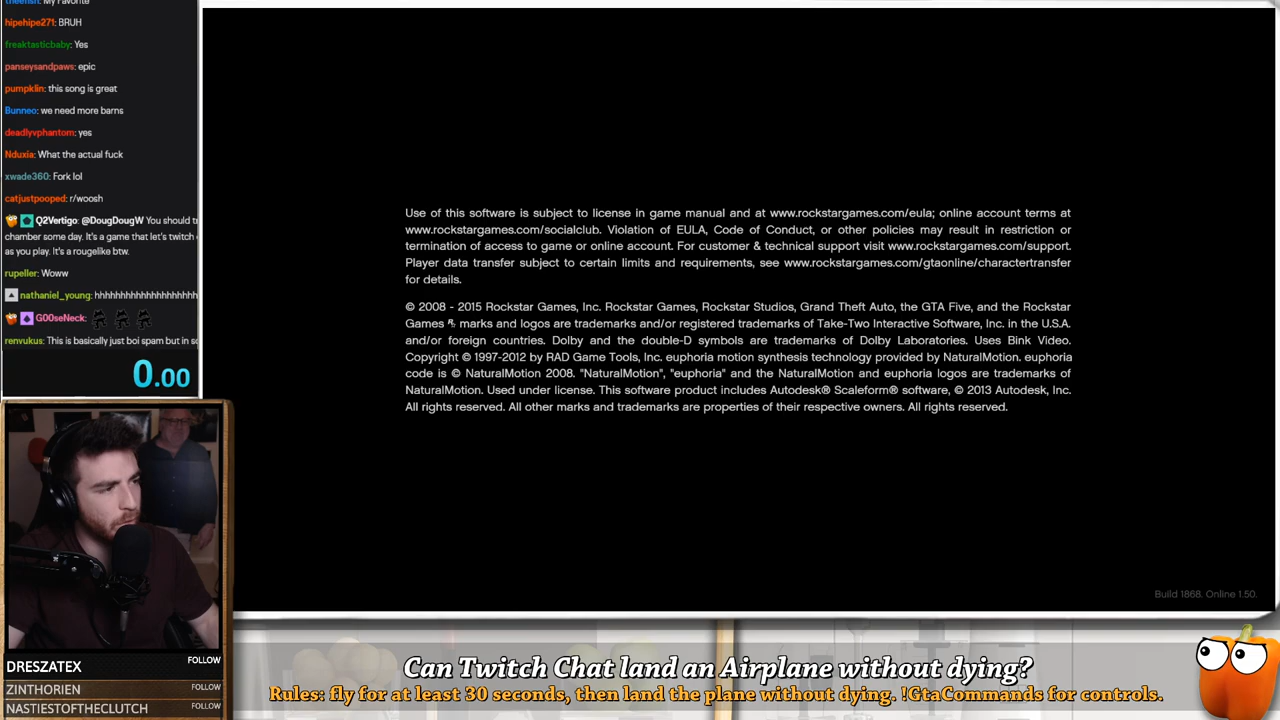 theensh: My Favorite
hipehipe271: BRUH
freaktasticbaby: Yes
panseysandpaws: epic
pumpklin: this song is great
Bunneo: we need more barns
deadlyvphantom: yes
Nduxia: What the actual fuck
xwade360: Fork lol
catjustpooped: r/woosh
Q2Vertigo: @DougDougW You should t
chamber some day. It's a game that let's twitch
as you play. It's a rougelike btw.
rupeller: Woww
nathaniel_young: hhhhhhhhhhhhhhhhhhh
G00seNeck:
renvukus: This is basically just boi spam but in s
0.00
Use of this software is subject to license in game manual and at www.rockstargames.com/eula; online account terms at
www.rockstargames.com/socialclub. Violation of EULA, Code of Conduct, or other policies may result in restriction or
termination of access to game or online account. For customer & technical support visit www.rockstargames.com/support.
Player data transfer subject to certain limits and requirements, see www.rockstargames.com/gtaonline/charactertransfer
for details.
© 2008 - 2015 Rockstar Games, Inc. Rockstar Games, Rockstar Studios, Grand Theft Auto, the GTA Five, and the Rockstar
Games R* marks and logos are trademarks and/or registered trademarks of Take-Two Interactive Software, Inc. in the U.S.A.
and/or foreign countries. Dolby and the double-D symbols are trademarks of Dolby Laboratories. Uses Bink Video.
Copyright © 1997-2012 by RAD Game Tools, Inc. euphoria motion synthesis technology provided by NaturalMotion. euphoria
code is © NaturalMotion 2008. "NaturalMotion", "euphoria" and the NaturalMotion and euphoria logos are trademarks of
NaturalMotion. Used under license. This software product includes Autodesk® Scaleform® software, © 2013 Autodesk, Inc.
All rights reserved. All other marks and trademarks are properties of their respective owners. All rights reserved.
Build 1868. Online 1.50.
DRESZATEX FOLLOW
ZINTHORIEN FOLLOW
NASTIESTOFTHECLUTCH FOLLOW
Can Twitch Chat land an Airplane without dying?
Rules: fly for at least 30 seconds, then land the plane without dying. !GtaCommands for controls.